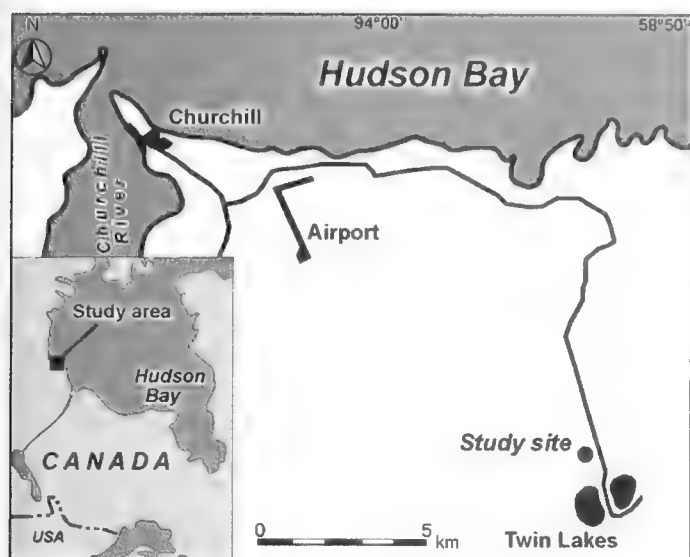 N
94°00'
58°50'
Hudson Bay
Churchill
Churchill
River
Airport
Study area
Hudson
Bay
CANADA
USA
Study site
0 5
km
Twin Lakes